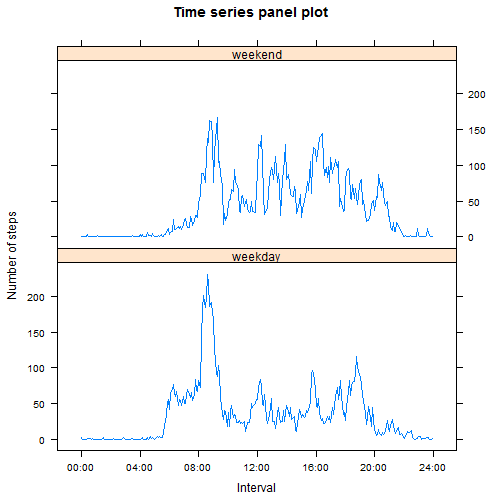 Time series panel plot
weekend
200
150
100
50
0
weekday
200
150
100
50
0
Number of steps
00:00 04:00 08:00 12:00 16:00 20:00 24:00
Interval